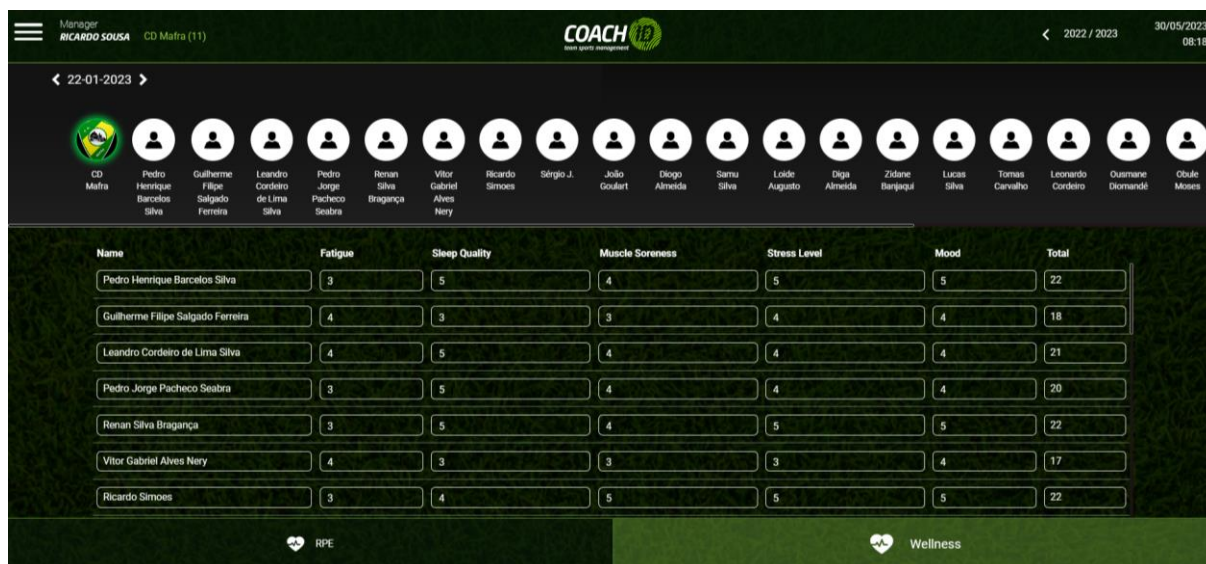 Manager
RICARDO SOUSA CD Mafra (11)
COACH ID
team sports management
2022 / 2023
30/05/2023
08:18
22-01-2023
CD Mafra
Pedro Henrique Barcelos Silva
Guilherme Filipe Salgado Ferreira
Leandro Cordeiro de Lima Silva
Pedro Jorge Pacheco Seabra
Renan Silva Bragança
Vitor Gabriel Alves Nery
Ricardo Simoes
Sérgio J.
João Goulart
Diogo Almeida
Samu Silva
Loide Augusto
Diga Almeida
Zidane Banjaqui
Lucas Silva
Tomas Carvalho
Leonardo Cordeiro
Ousmane Diomandé
Obule Moses
Name Fatigue Sleep Quality Muscle Soreness Stress Level Mood Total
Pedro Henrique Barcelos Silva 3 5 4 5 5 22
Guilherme Filipe Salgado Ferreira 4 3 3 4 4 18
Leandro Cordeiro de Lima Silva 4 5 4 4 4 21
Pedro Jorge Pacheco Seabra 3 5 4 4 4 20
Renan Silva Bragança 3 5 4 5 5 22
Vitor Gabriel Alves Nery 4 3 3 3 4 17
Ricardo Simoes 3 4 5 5 5 22
RPE
Wellness